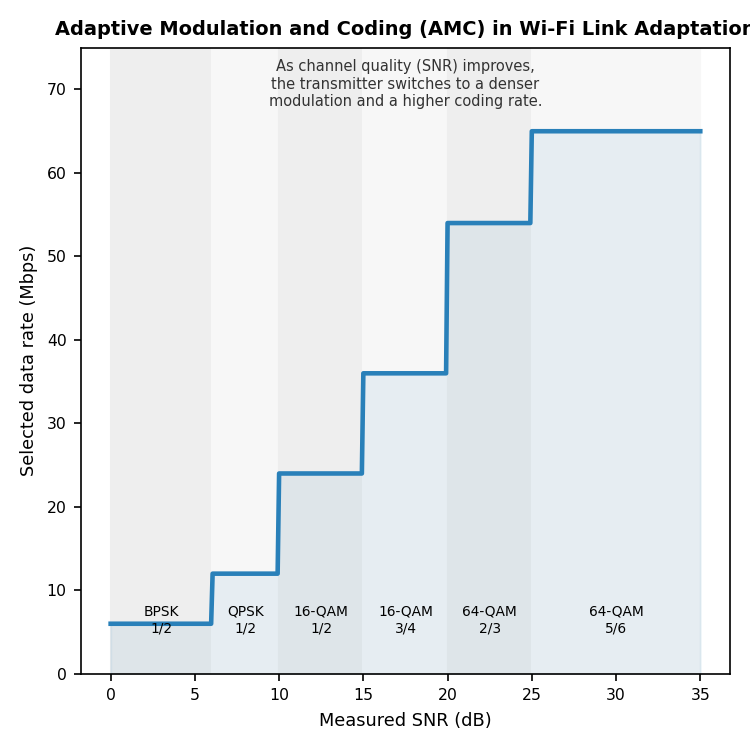 Adaptive Modulation and Coding (AMC) in Wi-Fi Link Adaptation
As channel quality (SNR) improves,
the transmitter switches to a denser
modulation and a higher coding rate.
Selected data rate (Mbps)
70
60
50
40
30
20
10
0
BPSK
1/2
QPSK
1/2
16-QAM
1/2
16-QAM
3/4
64-QAM
2/3
64-QAM
5/6
0 5 10 15 20 25 30 35
Measured SNR (dB)